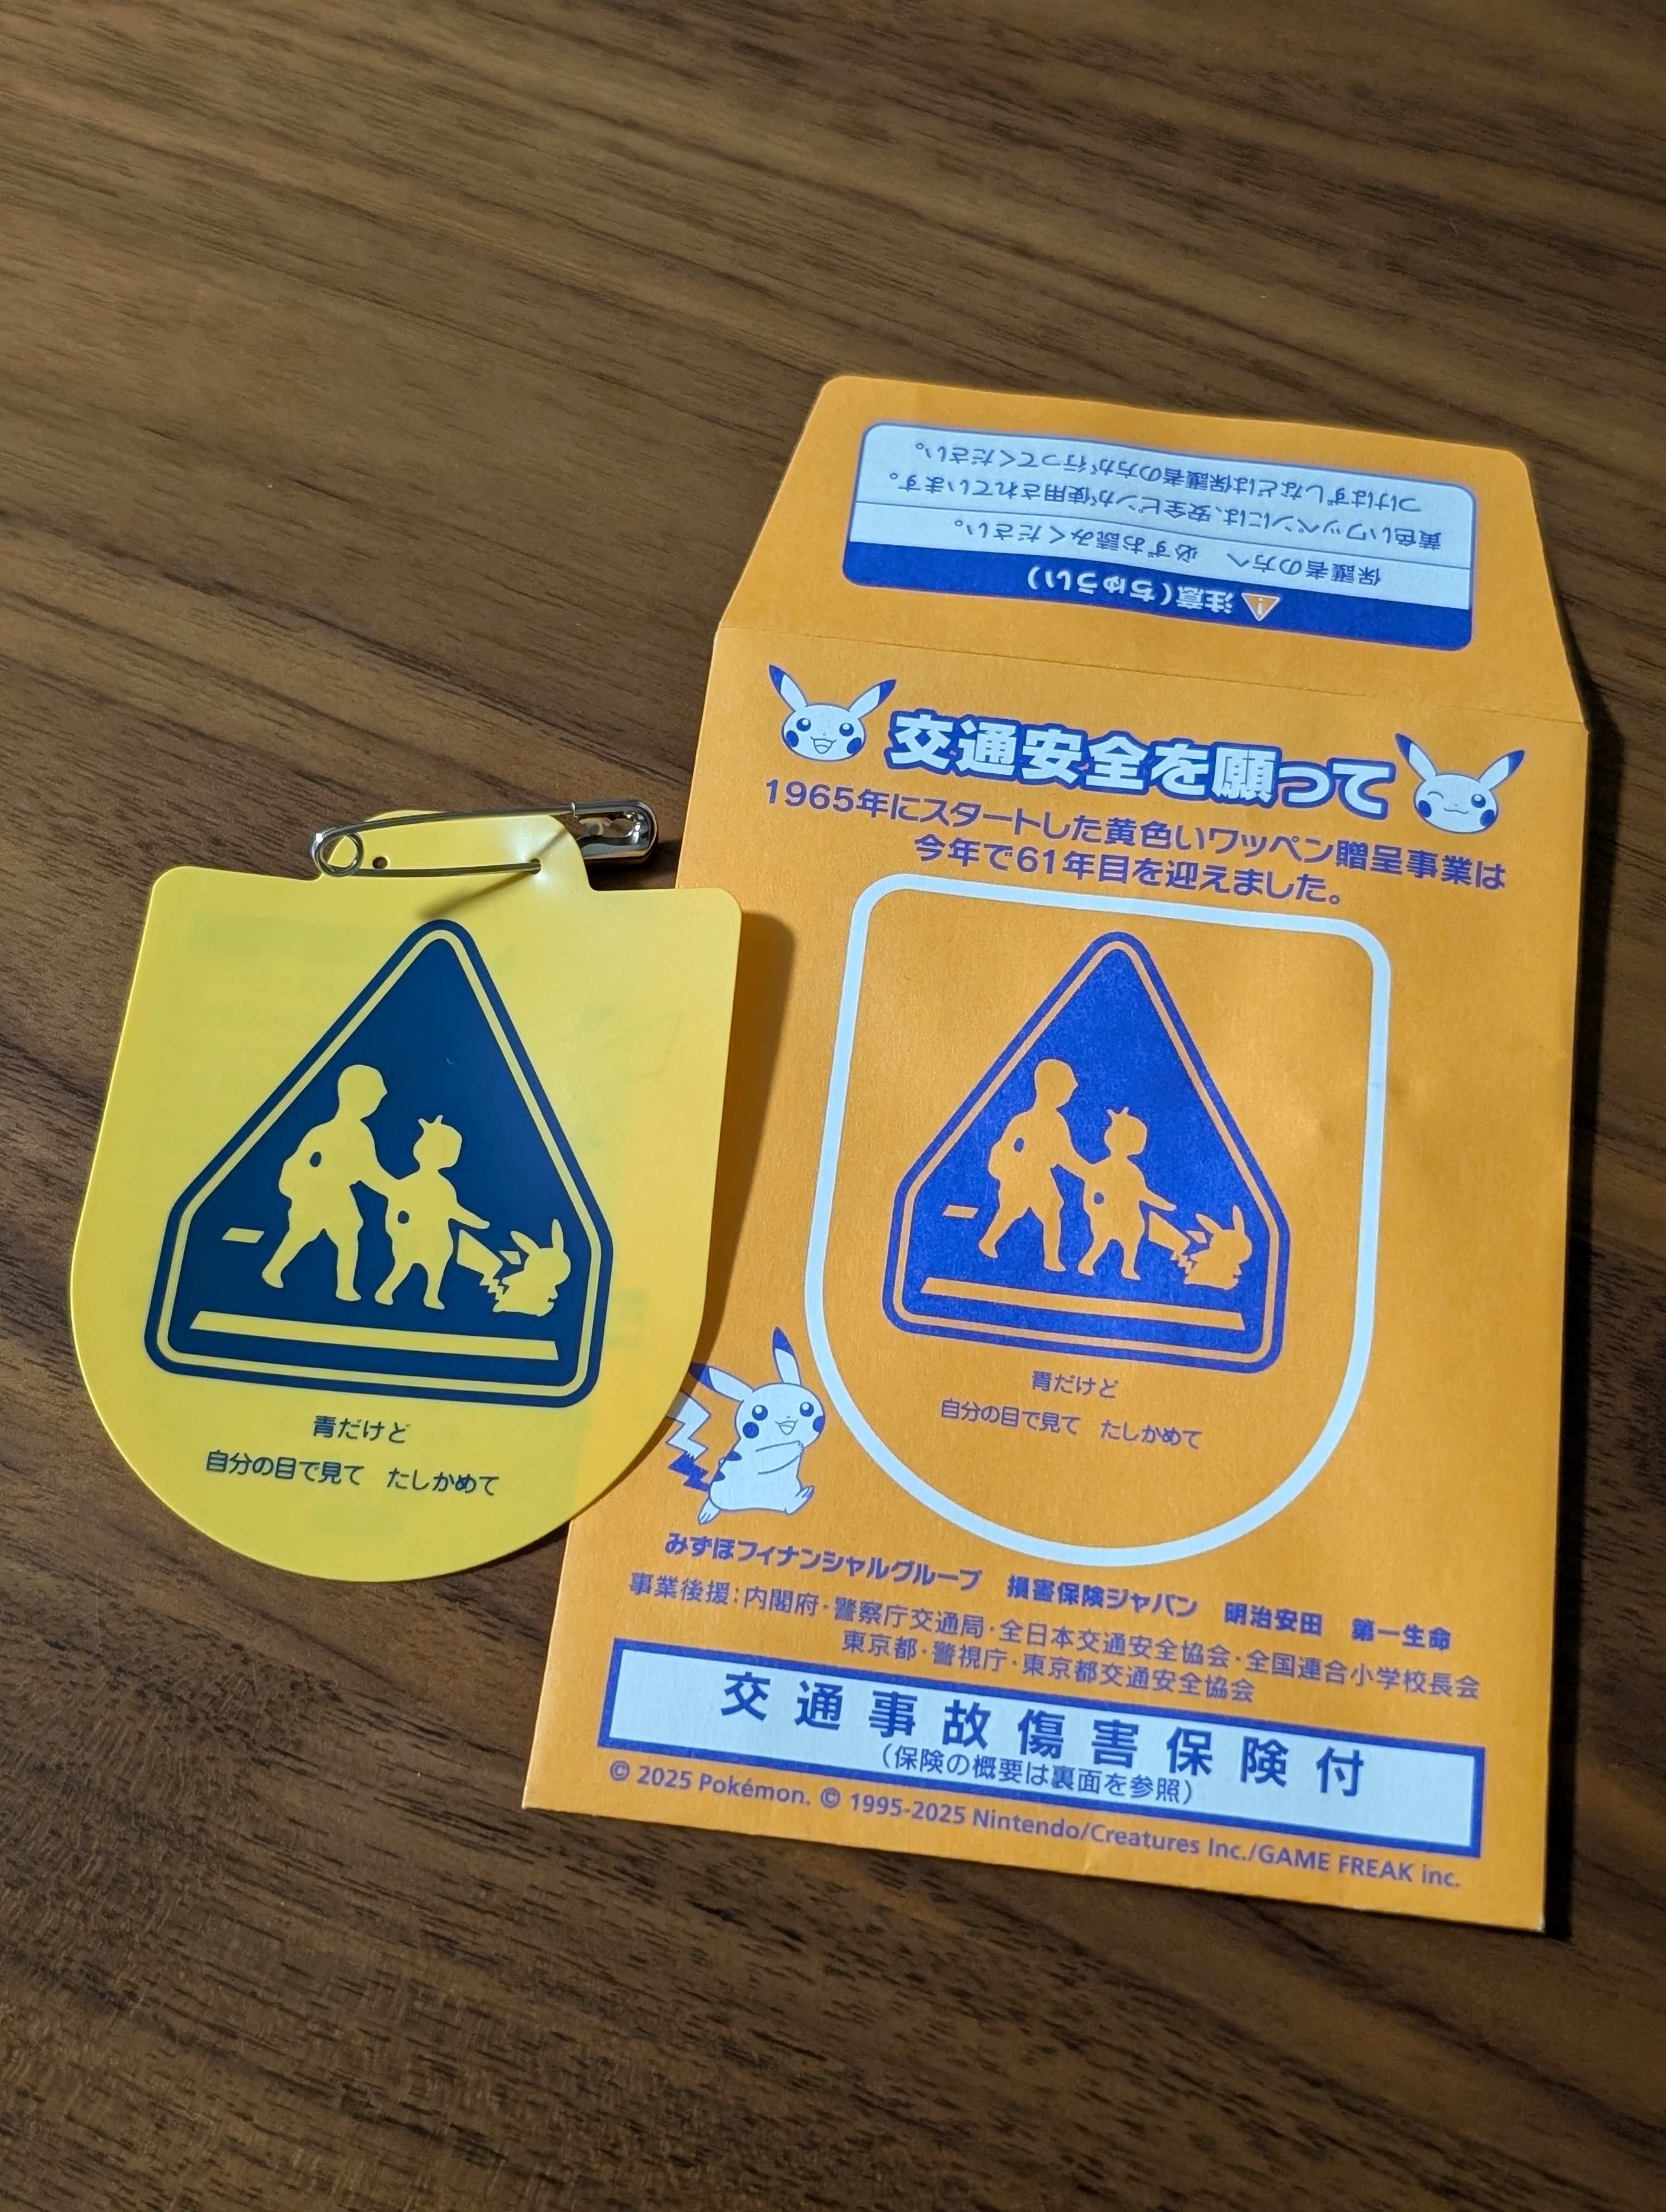 青だけど
自分の目で見て　たしかめて
⚠注意(ちゅうい)
保護者の方へ　必ずお読みください。
黄色いワッペンには、安全ピンが使用されています。
つけはずしなどは保護者の方が行ってください。
交通安全を願って
1965年にスタートした黄色いワッペン贈呈事業は
今年で61年目を迎えました。
青だけど
自分の目で見て　たしかめて
みずほフィナンシャルグループ　損害保険ジャパン　明治安田　第一生命
事業後援:内閣府・警察庁交通局・全日本交通安全協会・全国連合小学校長会
東京都・警視庁・東京都交通安全協会
交通事故傷害保険付
(保険の概要は裏面を参照)
© 2025 Pokémon. © 1995-2025 Nintendo/Creatures Inc./GAME FREAK inc.